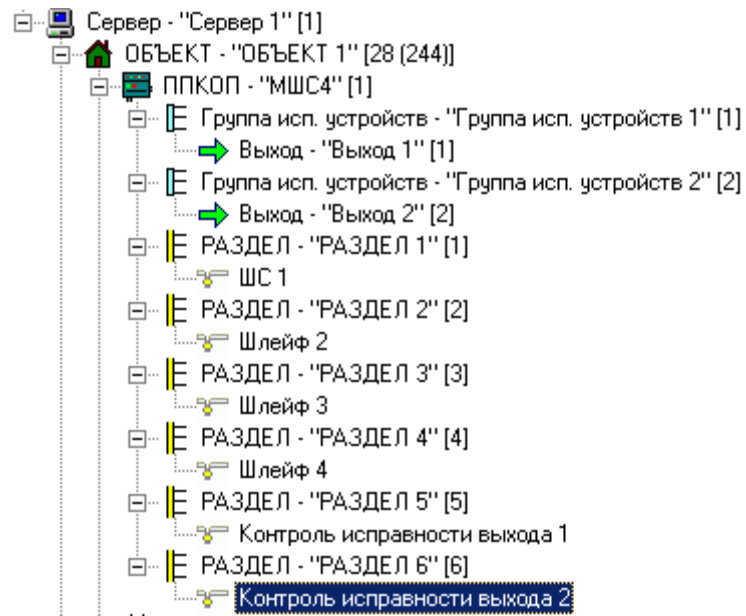 Сервер - "Сервер 1" [1]
ОБЪЕКТ - "ОБЪЕКТ 1" [28 (244)]
ППКОП - "МШС4" [1]
Группа исп. устройств - "Группа исп. устройств 1" [1]
Выход - "Выход 1" [1]
Группа исп. устройств - "Группа исп. устройств 2" [2]
Выход - "Выход 2" [2]
РАЗДЕЛ - "РАЗДЕЛ 1" [1]
ШС 1
РАЗДЕЛ - "РАЗДЕЛ 2" [2]
Шлейф 2
РАЗДЕЛ - "РАЗДЕЛ 3" [3]
Шлейф 3
РАЗДЕЛ - "РАЗДЕЛ 4" [4]
Шлейф 4
РАЗДЕЛ - "РАЗДЕЛ 5" [5]
Контроль исправности выхода 1
РАЗДЕЛ - "РАЗДЕЛ 6" [6]
Контроль исправности выхода 2